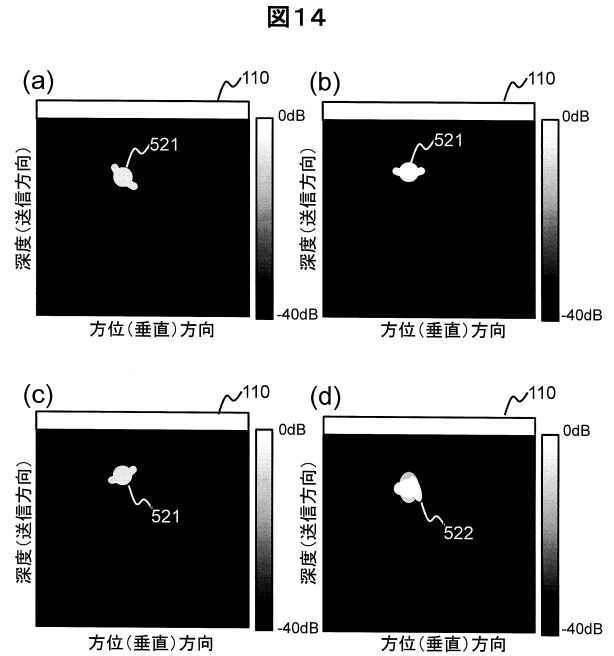 図14
(a)
110
0dB
521
深度(送信方向)
-40dB
方位(垂直)方向
(b)
110
0dB
521
深度(送信方向)
-40dB
方位(垂直)方向
(c)
110
0dB
521
深度(送信方向)
-40dB
方位(垂直)方向
(d)
110
0dB
522
深度(送信方向)
-40dB
方位(垂直)方向